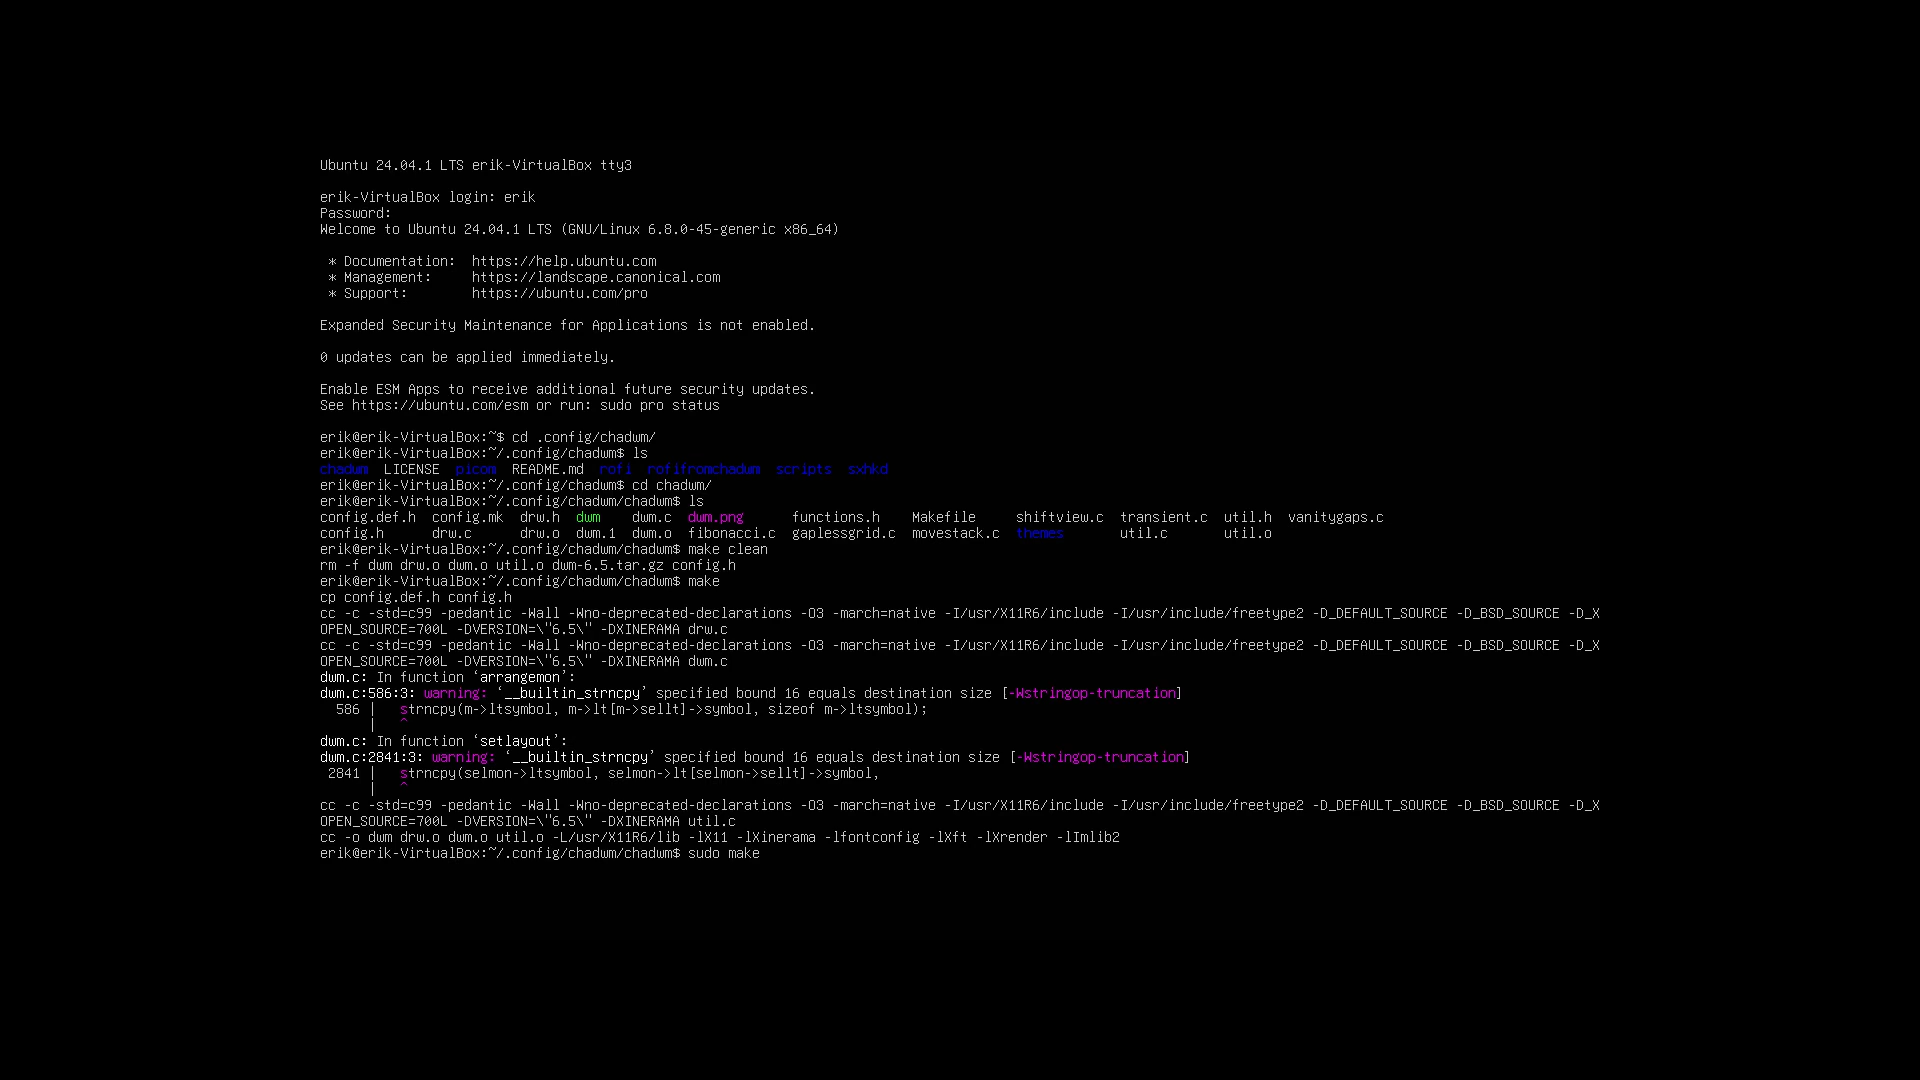 Ubuntu 24.04.1 LTS erik-VirtualBox tty3
erik-VirtualBox login: erik
Password:
Welcome to Ubuntu 24.04.1 LTS (GNU/Linux 6.8.0-45-generic x86_64)
* Documentation:  https://help.ubuntu.com
* Management:     https://landscape.canonical.com
* Support:        https://ubuntu.com/pro
Expanded Security Maintenance for Applications is not enabled.
0 updates can be applied immediately.
Enable ESM Apps to receive additional future security updates.
See https://ubuntu.com/esm or run: sudo pro status
erik@erik-VirtualBox:~$ cd .config/chadwm/
erik@erik-VirtualBox:~/.config/chadwm$ ls
chadwm  LICENSE  picom  README.md  rofi  rofifromchadwm  scripts  sxhkd
erik@erik-VirtualBox:~/.config/chadwm$ cd chadwm/
erik@erik-VirtualBox:~/.config/chadwm/chadwm$ ls
config.def.h  config.mk  drw.h  dwm    dwm.c  dwm.png      functions.h    Makefile     shiftview.c  transient.c  util.h  vanitygaps.c
config.h      drw.c      drw.o  dwm.1  dwm.o  fibonacci.c  gaplessgrid.c  movestack.c  themes       util.c       util.o
erik@erik-VirtualBox:~/.config/chadwm/chadwm$ make clean
rm -f dwm drw.o dwm.o util.o dwm-6.5.tar.gz config.h
erik@erik-VirtualBox:~/.config/chadwm/chadwm$ make
cp config.def.h config.h
cc -c -std=c99 -pedantic -Wall -Wno-deprecated-declarations -O3 -march=native -I/usr/X11R6/include -I/usr/include/freetype2 -D_DEFAULT_SOURCE -D_BSD_SOURCE -D_X
OPEN_SOURCE=700L -DVERSION=\"6.5\" -DXINERAMA drw.c
cc -c -std=c99 -pedantic -Wall -Wno-deprecated-declarations -O3 -march=native -I/usr/X11R6/include -I/usr/include/freetype2 -D_DEFAULT_SOURCE -D_BSD_SOURCE -D_X
OPEN_SOURCE=700L -DVERSION=\"6.5\" -DXINERAMA dwm.c
dwm.c: In function ‘arrangemon’:
dwm.c:586:3: warning: ‘__builtin_strncpy’ specified bound 16 equals destination size [-Wstringop-truncation]
586 |   strncpy(m->ltsymbol, m->lt[m->sellt]->symbol, sizeof m->ltsymbol);
|   ^
dwm.c: In function ‘setlayout’:
dwm.c:2841:3: warning: ‘__builtin_strncpy’ specified bound 16 equals destination size [-Wstringop-truncation]
2841 |   strncpy(selmon->ltsymbol, selmon->lt[selmon->sellt]->symbol,
|   ^
cc -c -std=c99 -pedantic -Wall -Wno-deprecated-declarations -O3 -march=native -I/usr/X11R6/include -I/usr/include/freetype2 -D_DEFAULT_SOURCE -D_BSD_SOURCE -D_X
OPEN_SOURCE=700L -DVERSION=\"6.5\" -DXINERAMA util.c
cc -o dwm drw.o dwm.o util.o -L/usr/X11R6/lib -lX11 -lXinerama -lfontconfig -lXft -lXrender -lImlib2
erik@erik-VirtualBox:~/.config/chadwm/chadwm$ sudo make